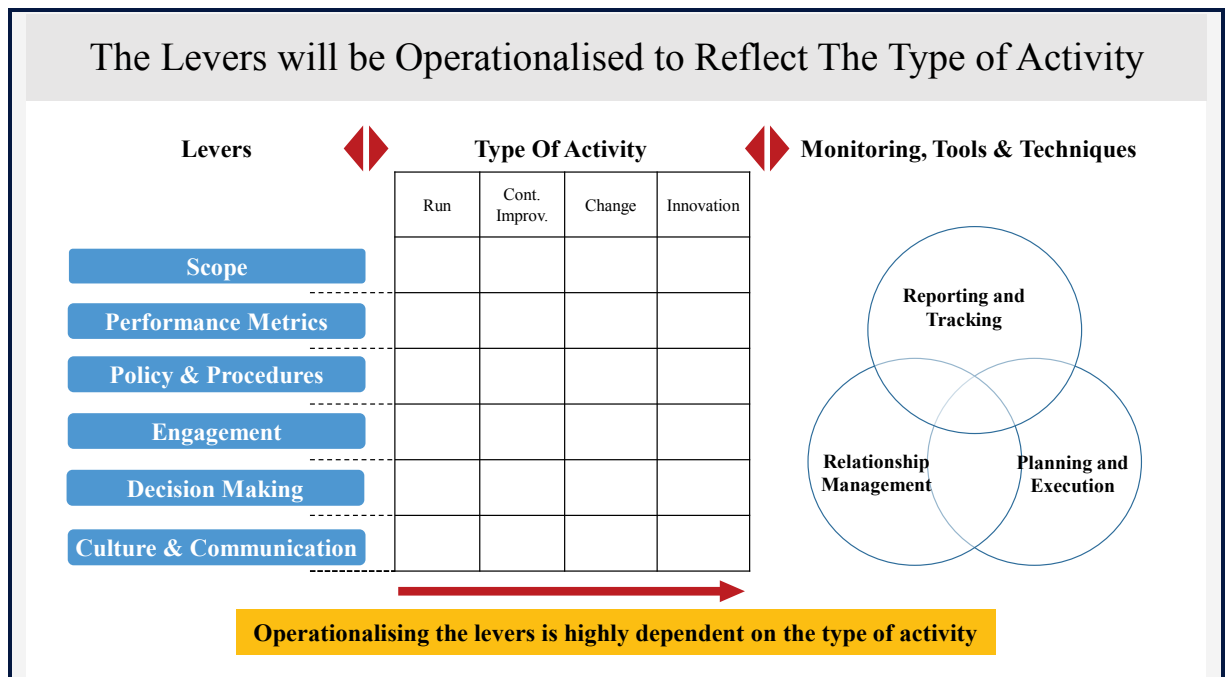 The Levers will be Operationalised to Reflect The Type of Activity
Levers
Type Of Activity
Monitoring, Tools & Techniques
Run
Cont.
Improv.
Change
Innovation
Scope
Performance Metrics
Policy & Procedures
Engagement
Decision Making
Culture & Communication
Reporting and
Tracking
Relationship
Management
Planning and
Execution
Operationalising the levers is highly dependent on the type of activity